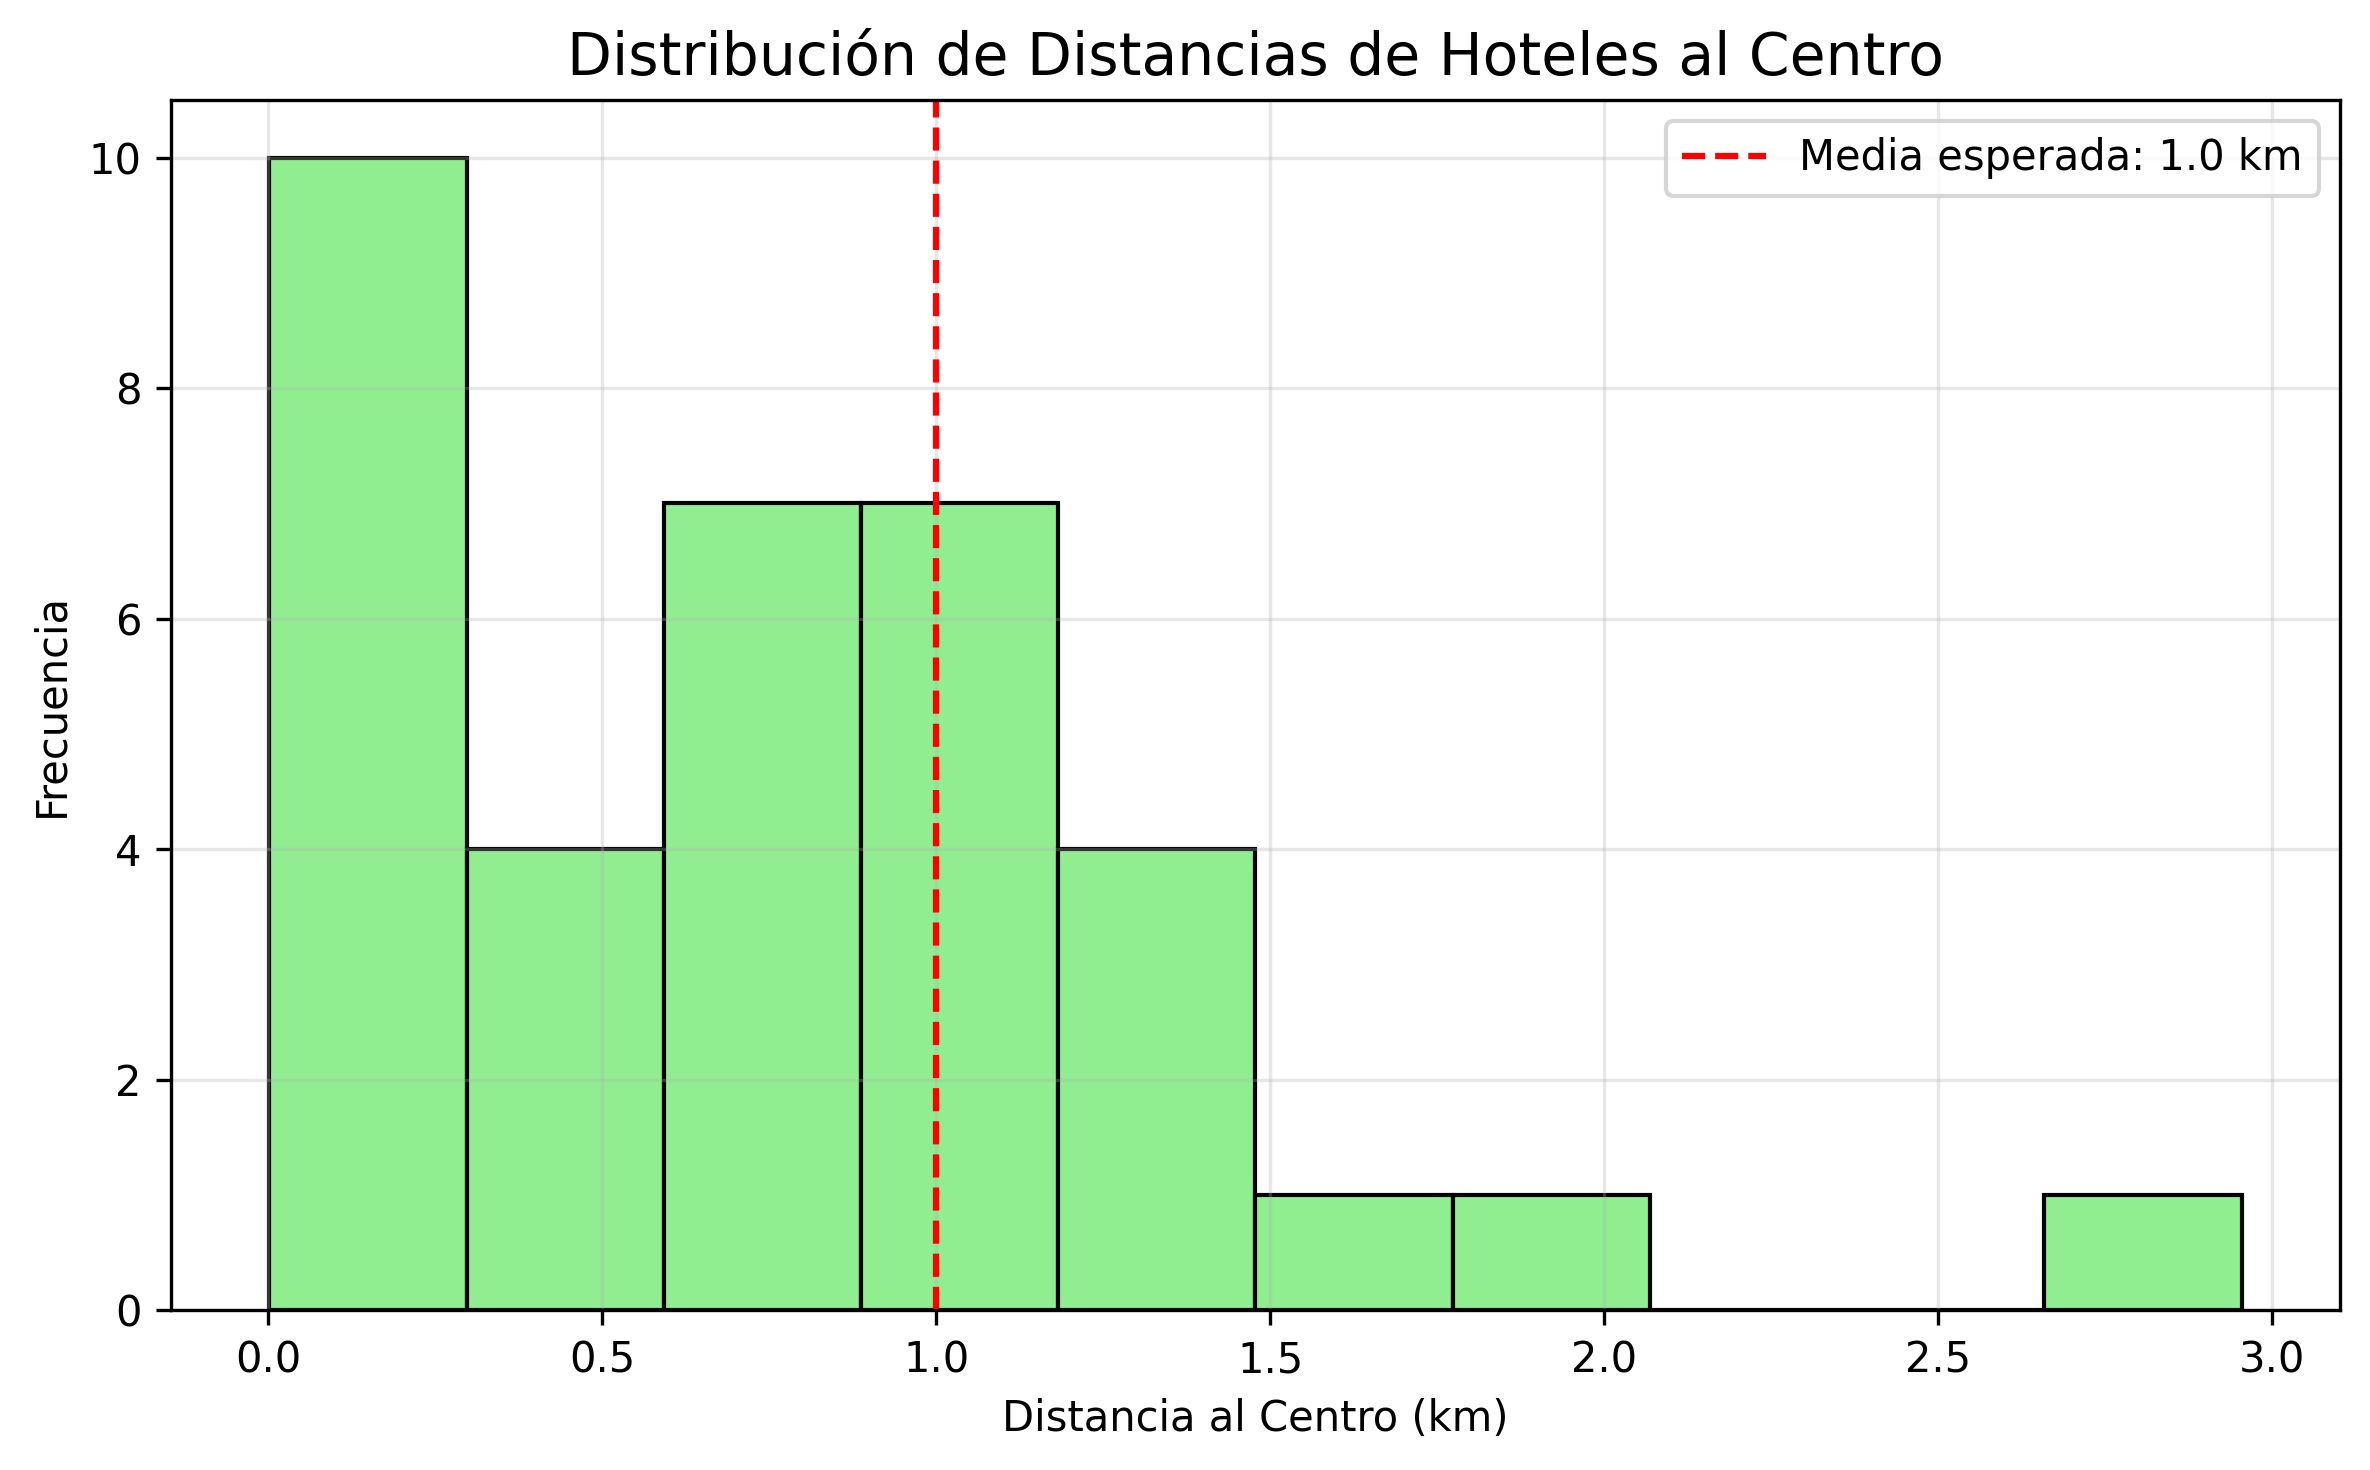 Distribución de Distancias de Hoteles al Centro
Media esperada: 1.0 km
Frecuencia
10
8
6
4
2
0
0.0 0.5 1.0 1.5 2.0 2.5 3.0
Distancia al Centro (km)